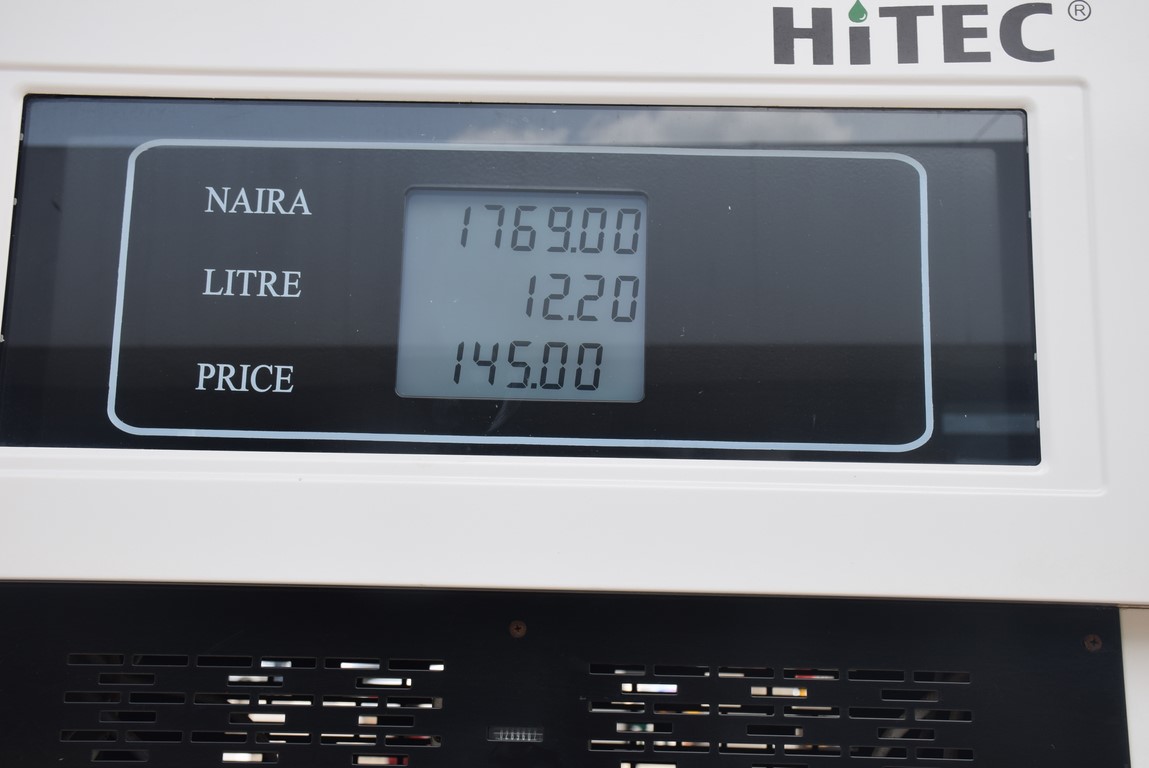 HiTEC ®
NAIRA 1769.00
LITRE 12.20
PRICE 145.00